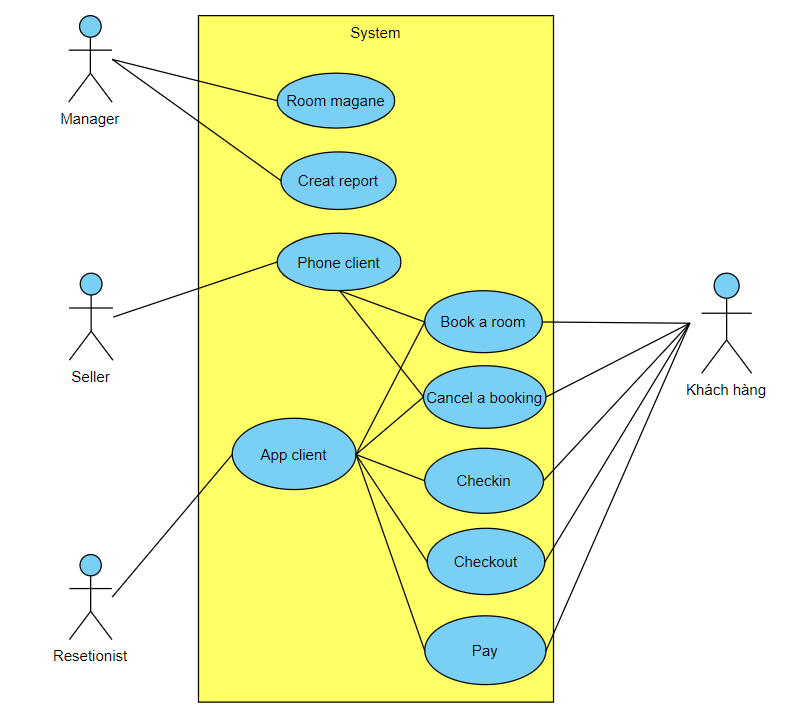 System
Manager
Room magane
Creat report
Phone client
Seller
Book a room
Khách hàng
Cancel a booking
App client
Checkin
Checkout
Resetionist
Pay